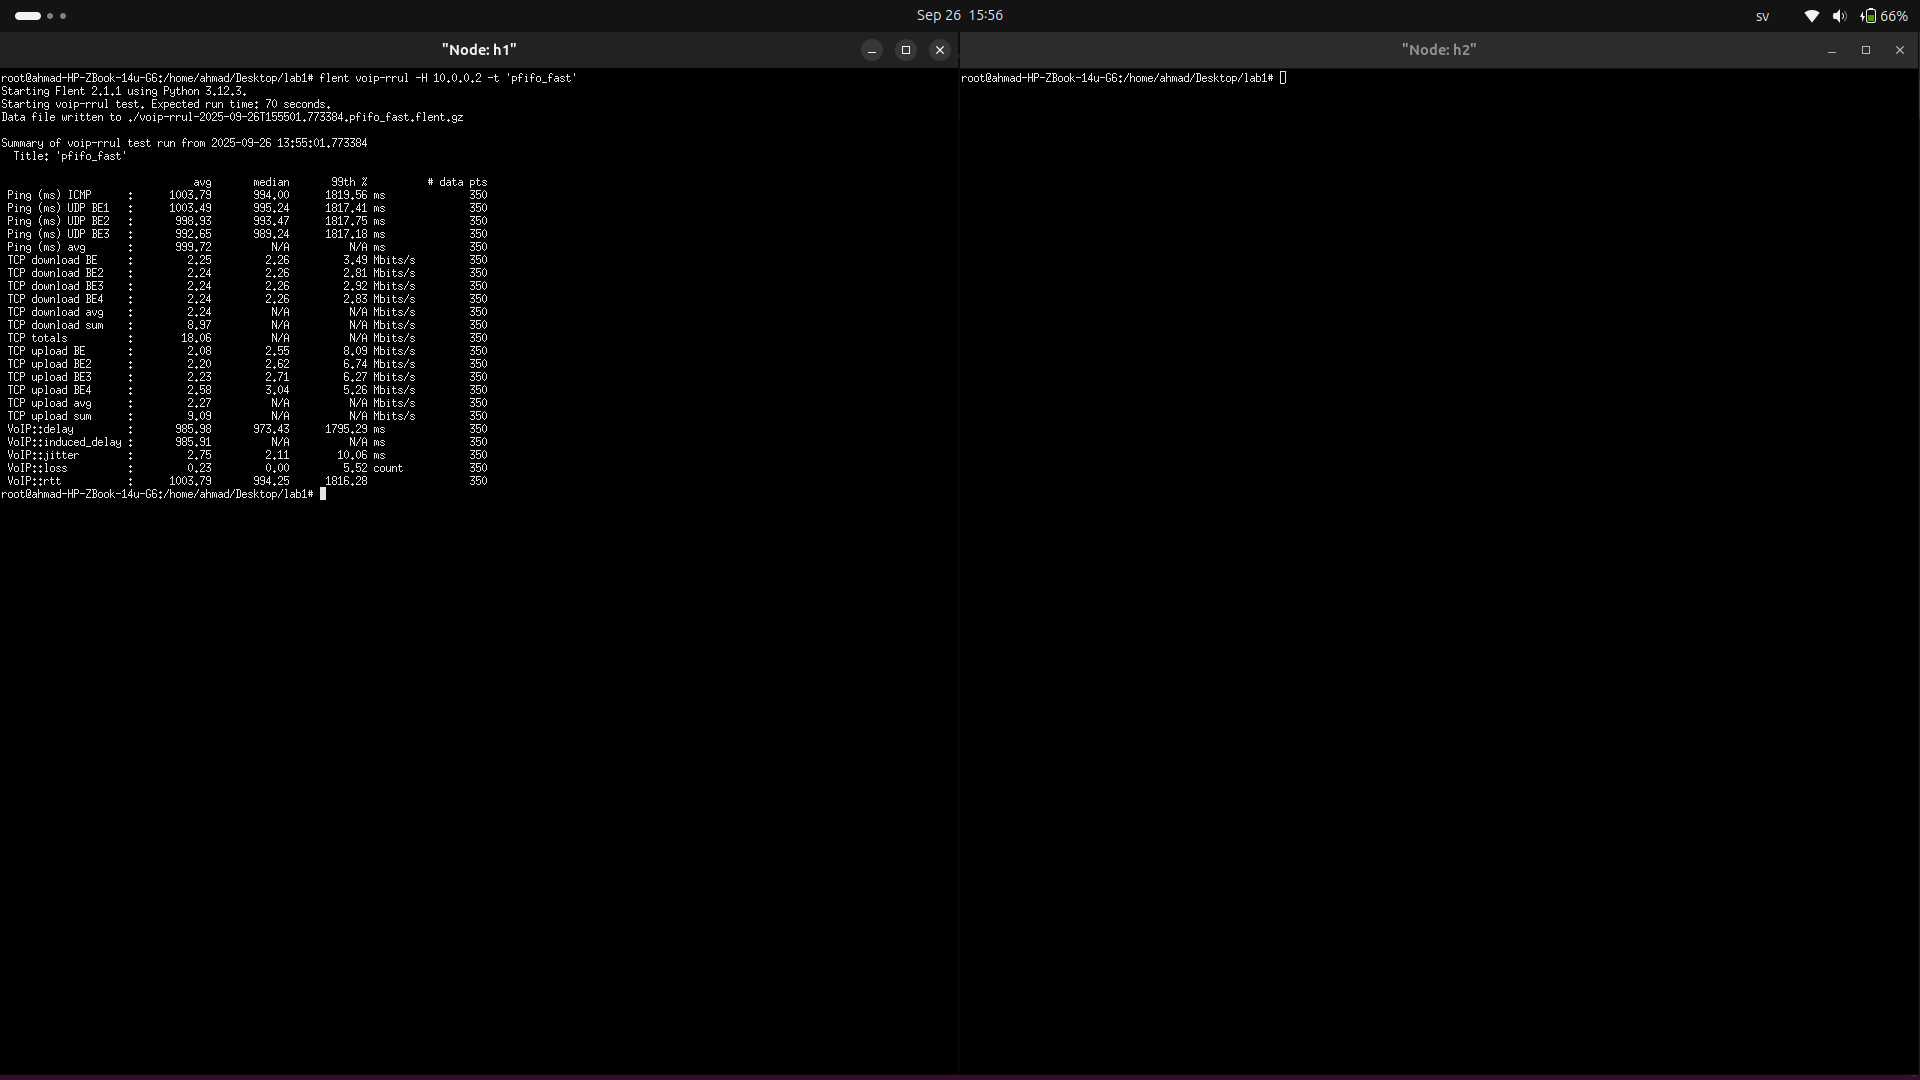 Sep 26 15:56
sv
66%
"Node: h1"
root@ahmad-HP-ZBook-14u-G6:/home/ahmad/Desktop/lab1# flent voip-rrul -H 10.0.0.2 -t 'pfifo_fast'
Starting Flent 2.1.1 using Python 3.12.3.
Starting voip-rrul test. Expected run time: 70 seconds.
Data file written to ./voip-rrul-2025-09-26T155501.773384.pfifo_fast.flent.gz
Summary of voip-rrul test run from 2025-09-26 13:55:01.773384
Title: 'pfifo_fast'
avg median 99th % # data pts
Ping (ms) ICMP : 1003.79 994.00 1819.56 ms 350
Ping (ms) UDP BE1 : 1003.49 995.24 1817.41 ms 350
Ping (ms) UDP BE2 : 998.93 993.47 1817.75 ms 350
Ping (ms) UDP BE3 : 992.65 989.24 1817.18 ms 350
Ping (ms) avg : 999.72 N/A N/A ms 350
TCP download BE : 2.25 2.26 3.49 Mbits/s 350
TCP download BE2 : 2.24 2.26 2.81 Mbits/s 350
TCP download BE3 : 2.24 2.26 2.92 Mbits/s 350
TCP download BE4 : 2.24 2.26 2.83 Mbits/s 350
TCP download avg : 2.24 N/A N/A Mbits/s 350
TCP download sum : 8.97 N/A N/A Mbits/s 350
TCP totals : 18.06 N/A N/A Mbits/s 350
TCP upload BE : 2.08 2.55 8.09 Mbits/s 350
TCP upload BE2 : 2.20 2.62 6.74 Mbits/s 350
TCP upload BE3 : 2.23 2.71 6.27 Mbits/s 350
TCP upload BE4 : 2.58 3.04 5.26 Mbits/s 350
TCP upload avg : 2.27 N/A N/A Mbits/s 350
TCP upload sum : 9.09 N/A N/A Mbits/s 350
VoIP::delay : 985.98 973.43 1795.29 ms 350
VoIP::induced_delay : 985.91 N/A N/A ms 350
VoIP::jitter : 2.75 2.11 10.06 ms 350
VoIP::loss : 0.23 0.00 5.52 count 350
VoIP::rtt : 1003.79 994.25 1816.28 350
root@ahmad-HP-ZBook-14u-G6:/home/ahmad/Desktop/lab1#
"Node: h2"
root@ahmad-HP-ZBook-14u-G6:/home/ahmad/Desktop/lab1#